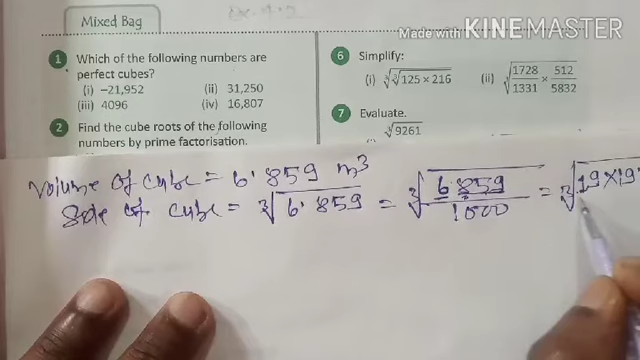 Made with KINEMASTER
Mixed Bag
1 Which of the following numbers are
perfect cubes?
(i) −21,952 (ii) 31,250
(iii) 4096 (iv) 16,807
2 Find the cube roots of the following
numbers by prime factorisation.
6 Simplify:
(i) ∛∛125 × 216 (ii) ∛1728/1331 × 512/5832
7 Evaluate.
∛9261
Volume of cube = 6.859 m³
Side of cube = ∛6.859 = ∛6859/1000 = ∛19×19